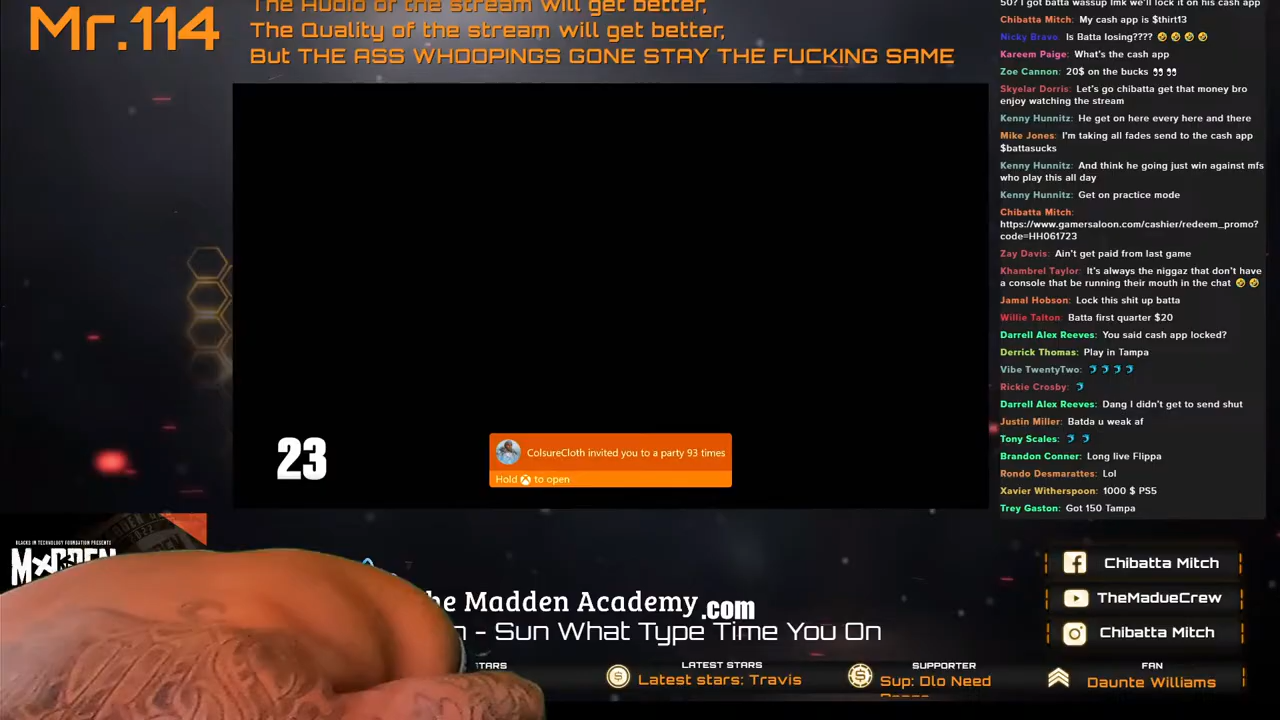 Mr.114
The Audio of the stream will get better,
The Quality of the stream will get better,
But THE ASS WHOOPINGS GONE STAY THE FUCKING SAME
50? I got batta wassup lmk we'll lock it on his cash app
Chibatta Mitch: My cash app is $thirt13
Nicky Bravo: Is Batta losing????
Kareem Paige: What's the cash app
Zoe Cannon: 20$ on the bucks
Skyelar Dorris: Let's go chibatta get that money bro
enjoy watching the stream
Kenny Hunnitz: He get on here every here and there
Mike Jones: I'm taking all fades send to the cash app
$battasucks
Kenny Hunnitz: And think he going just win against mfs
who play this all day
Kenny Hunnitz: Get on practice mode
Chibatta Mitch:
https://www.gamersaloon.com/cashier/redeem_promo?
code=HH061723
Zay Davis: Ain't get paid from last game
Khambrel Taylor: It's always the niggaz that don't have
a console that be running their mouth in the chat
Jamal Hobson: Lock this shit up batta
Willie Talton: Batta first quarter $20
Darrell Alex Reeves: You said cash app locked?
Derrick Thomas: Play in Tampa
Vibe TwentyTwo:
Rickie Crosby:
Darrell Alex Reeves: Dang I didn't get to send shut
Justin Miller: Batda u weak af
Tony Scales:
Brandon Conner: Long live Flippa
Rondo Desmarattes: Lol
Xavier Witherspoon: 1000 $ PS5
Trey Gaston: Got 150 Tampa
23
ColsureCloth invited you to a party 93 times
Hold to open
BLACKS IN TECHNOLOGY FOUNDATION PRESENTS
he Madden Academy.com
n - Sun What Type Time You On
Chibatta Mitch
TheMadueCrew
Chibatta Mitch
TARS
LATEST STARS
Latest stars: Travis
SUPPORTER
Sup: Dlo Need
FAN
Daunte Williams